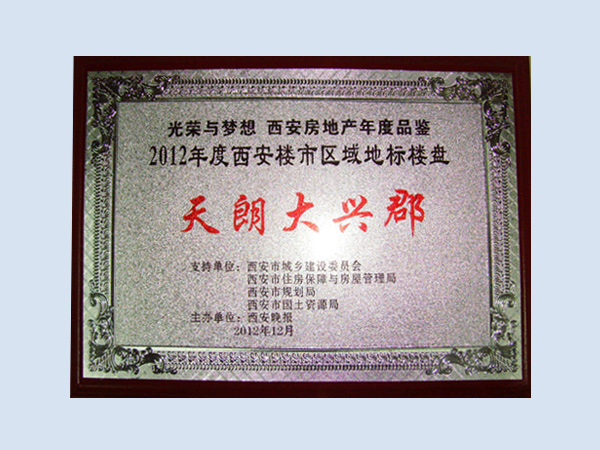 光荣与梦想 西安房地产年度品鉴
2012年度西安楼市区域地标楼盘
天朗大兴郡
支持单位：西安市城乡建设委员会
西安市住房保障与房屋管理局
西安市规划局
西安市国土资源局
主办单位：西安晚报
2012年12月